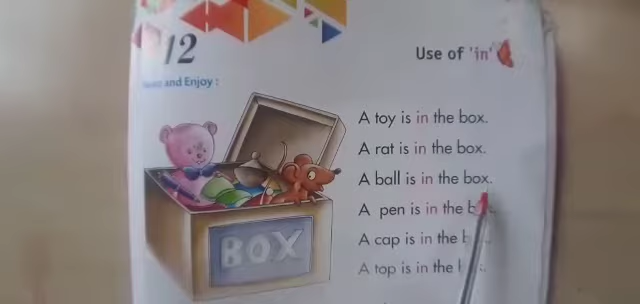 12
Use of 'in'
and Enjoy :
A toy is in the box.
A rat is in the box.
A ball is in the box.
A pen is in the
A cap is in the
A top is in the
BOX